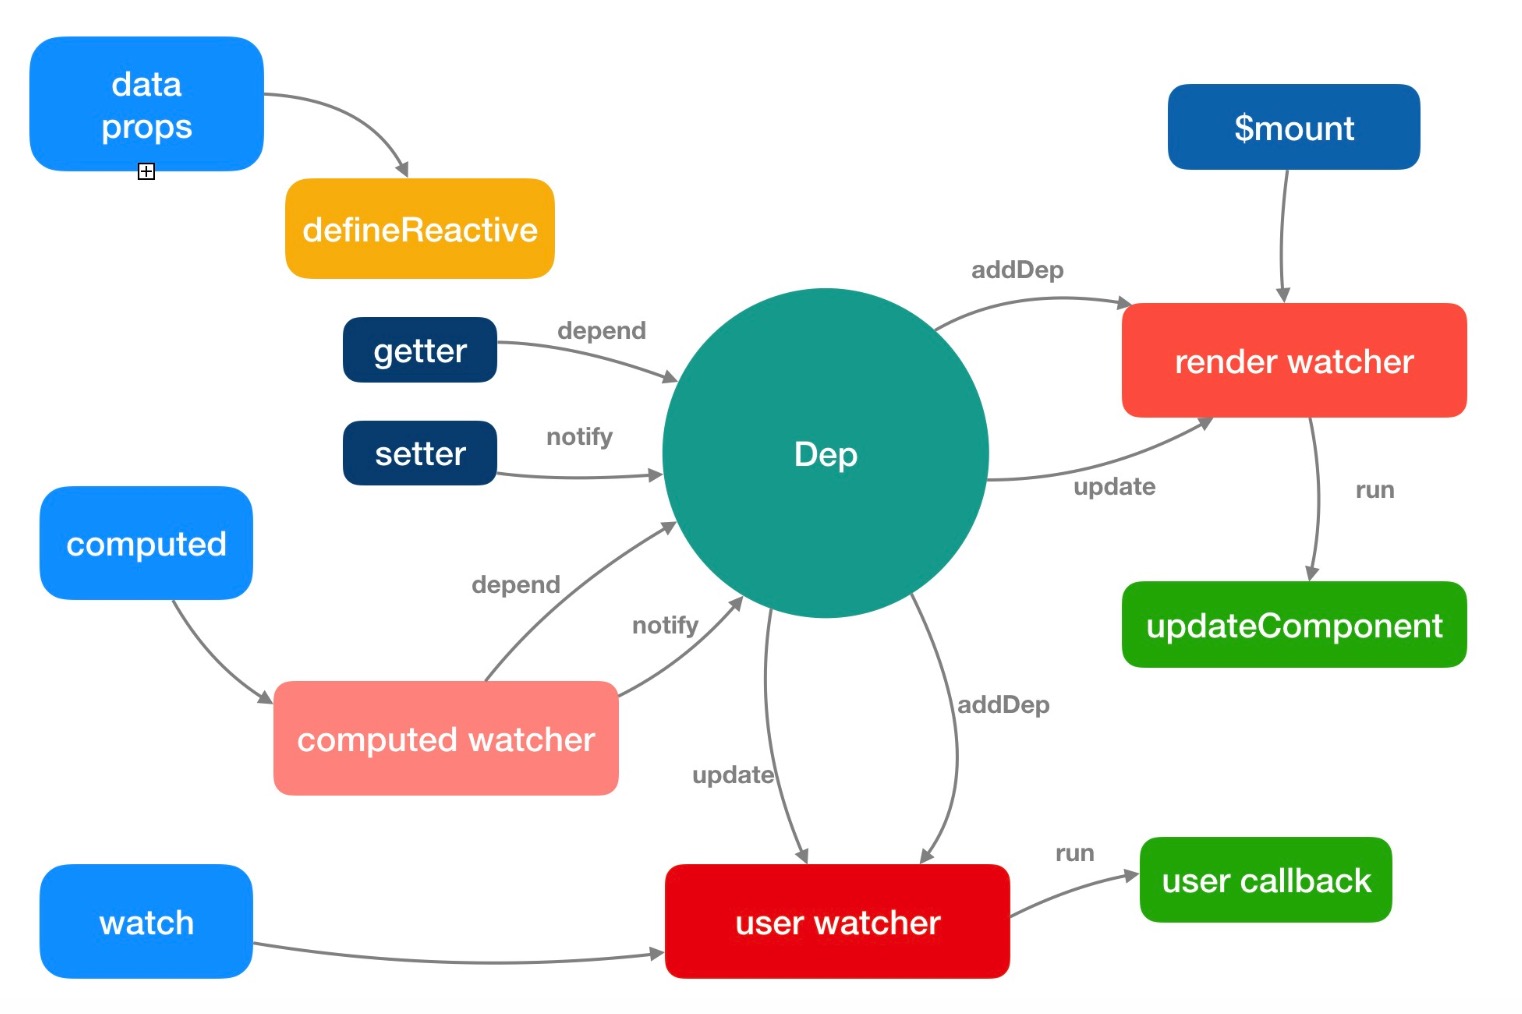 data
props
$mount
defineReactive
addDep
getter
depend
render watcher
setter
notify
Dep
update
run
computed
depend
notify
updateComponent
computed watcher
addDep
update
watch
user watcher
run
user callback